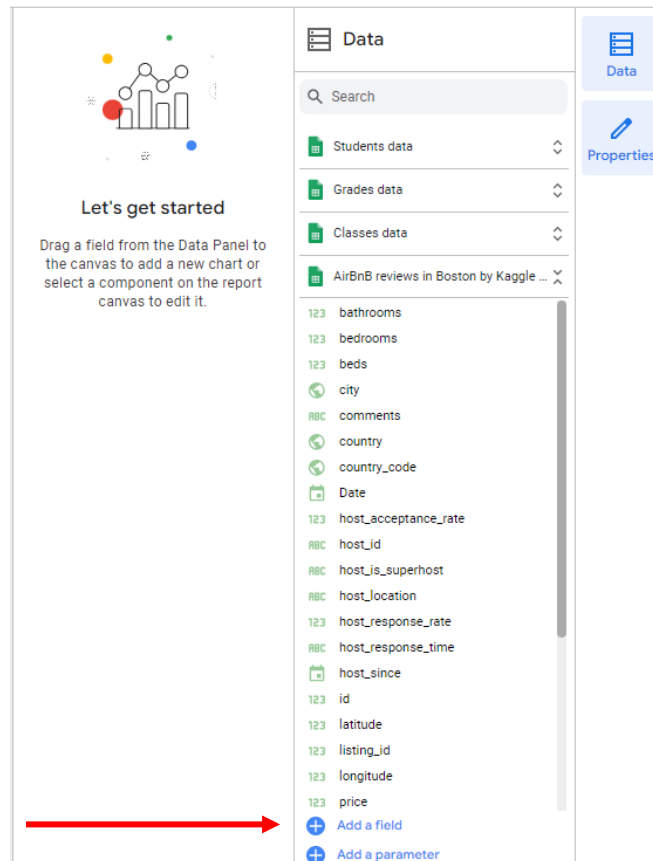 Let's get started
Drag a field from the Data Panel to
the canvas to add a new chart or
select a component on the report
canvas to edit it.
Data
Search
Students data
Grades data
Classes data
AirBnB reviews in Boston by Kaggle ...
123 bathrooms
123 bedrooms
123 beds
city
ABC comments
country
country_code
Date
123 host_acceptance_rate
ABC host_id
ABC host_is_superhost
ABC host_location
123 host_response_rate
ABC host_response_time
host_since
123 id
123 latitude
123 listing_id
123 longitude
123 price
Add a field
Add a parameter
Data
Properties